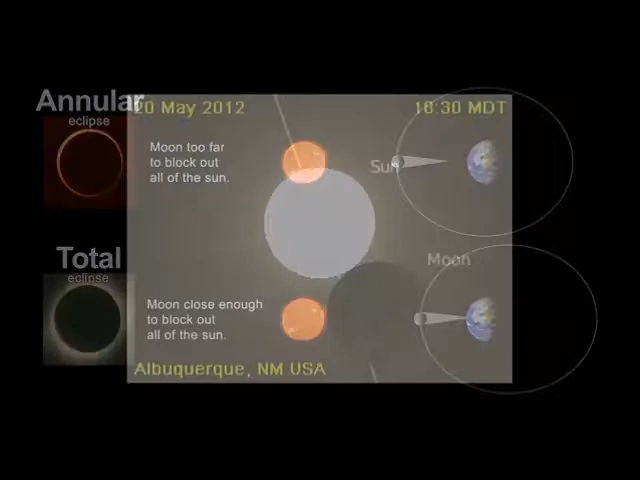 Annular
eclipse
20 May 2012
18:30 MDT
Moon too far
to block out
all of the sun.
Sun
Total
eclipse
Moon
Moon close enough
to block out
all of the sun.
Albuquerque, NM USA